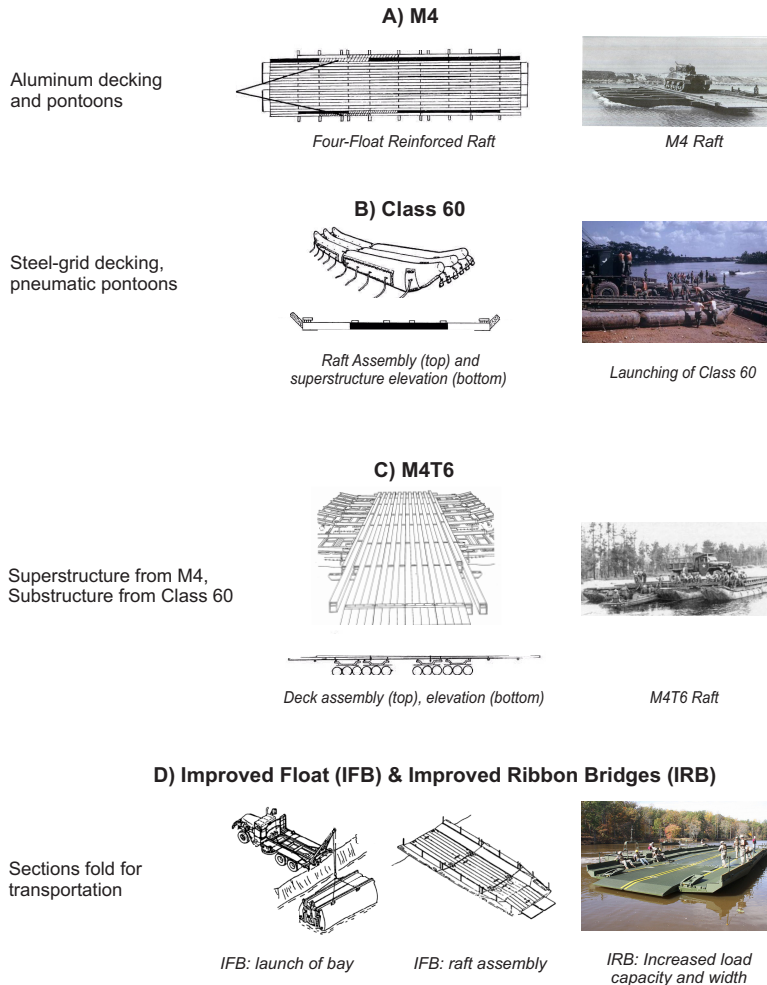 A) M4
Aluminum decking
and pontoons
Four-Float Reinforced Raft
M4 Raft
B) Class 60
Steel-grid decking,
pneumatic pontoons
Raft Assembly (top) and
superstructure elevation (bottom)
Launching of Class 60
C) M4T6
Superstructure from M4,
Substructure from Class 60
Deck assembly (top), elevation (bottom)
M4T6 Raft
D) Improved Float (IFB) & Improved Ribbon Bridges (IRB)
Sections fold for
transportation
IFB: launch of bay
IFB: raft assembly
IRB: Increased load
capacity and width